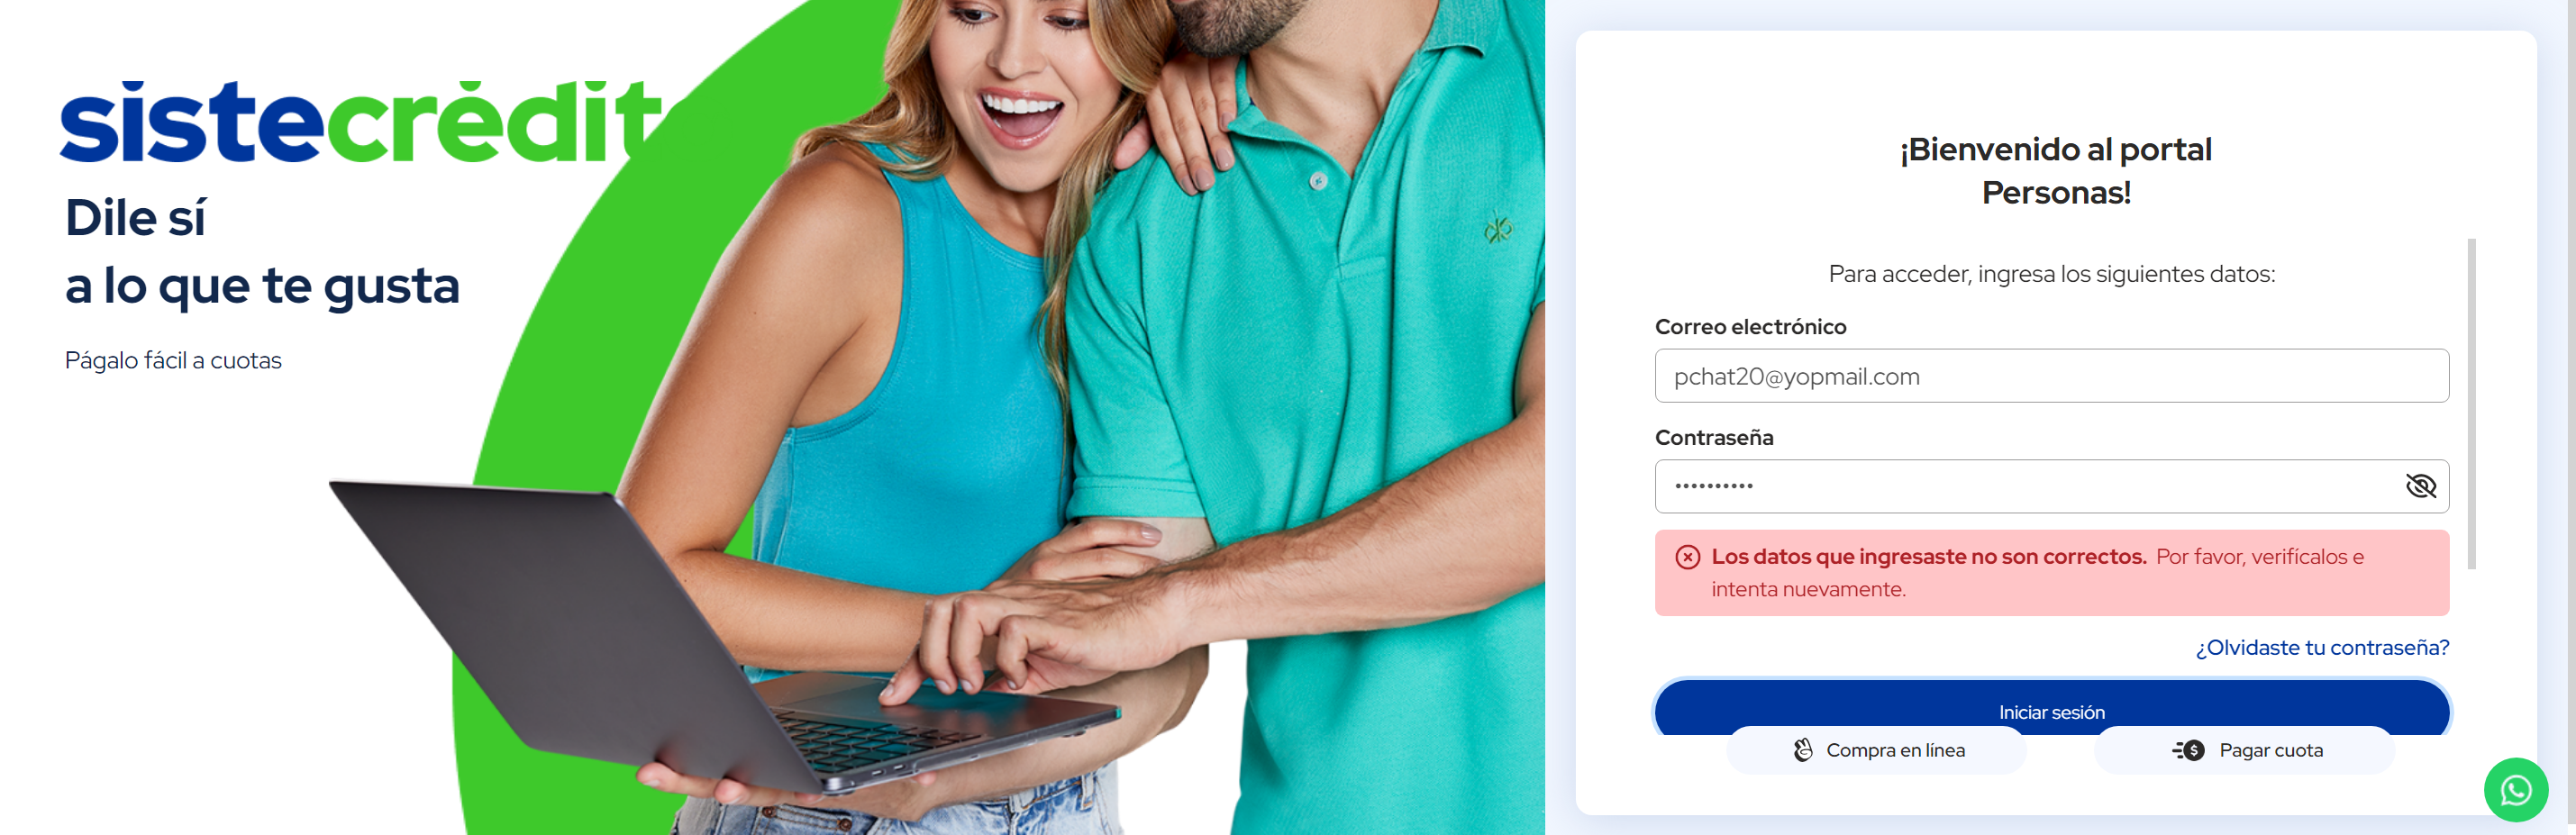 sistecrédit
Dile sí
a lo que te gusta
Págalo fácil a cuotas
¡Bienvenido al portal
Personas!
Para acceder, ingresa los siguientes datos:
Correo electrónico
pchat20@yopmail.com
Contraseña
••••••••••
Los datos que ingresaste no son correctos. Por favor, verifícalos e
intenta nuevamente.
¿Olvidaste tu contraseña?
Iniciar sesión
Compra en línea
Pagar cuota